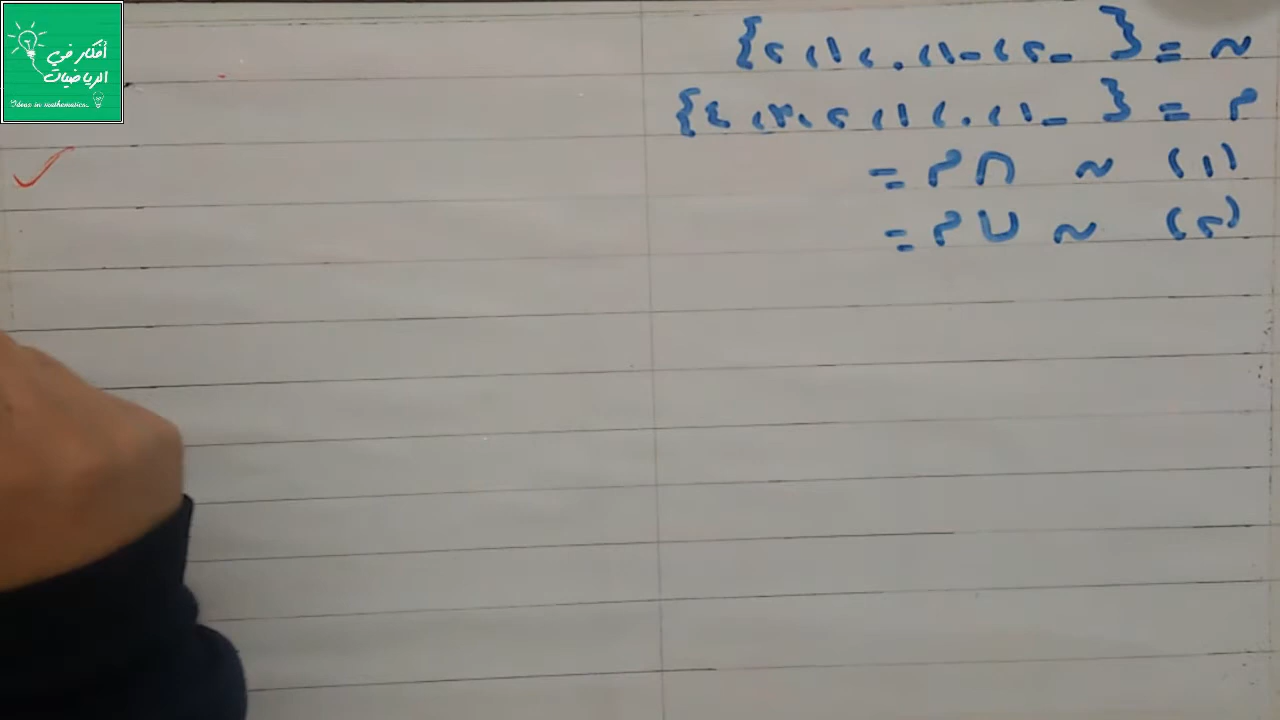 أفكار في
الرياضيات
Ideas in mathematics
س = { -٢ ، -١ ، ٠ ، ١ ، ٢ }
م = { -١ ، ٠ ، ١ ، ٢ ، ٣ ، ٤ }
(١) س ∩ م =
(٢) س ∪ م =